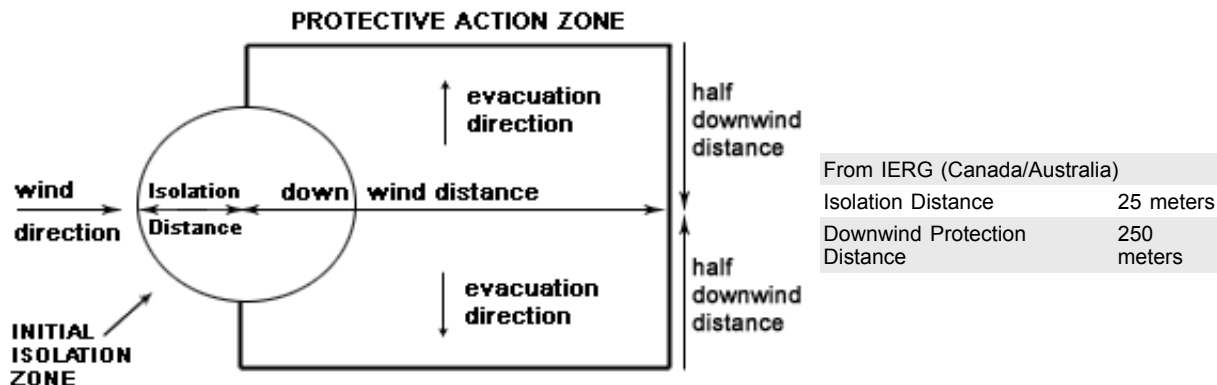 PROTECTIVE ACTION ZONE
evacuation
direction
half
downwind
distance
wind
direction
Isolation
Distance
down wind distance
evacuation
direction
half
downwind
distance
INITIAL
ISOLATION
ZONE
From IERG (Canada/Australia)
Isolation Distance 25 meters
Downwind Protection 250
Distance meters